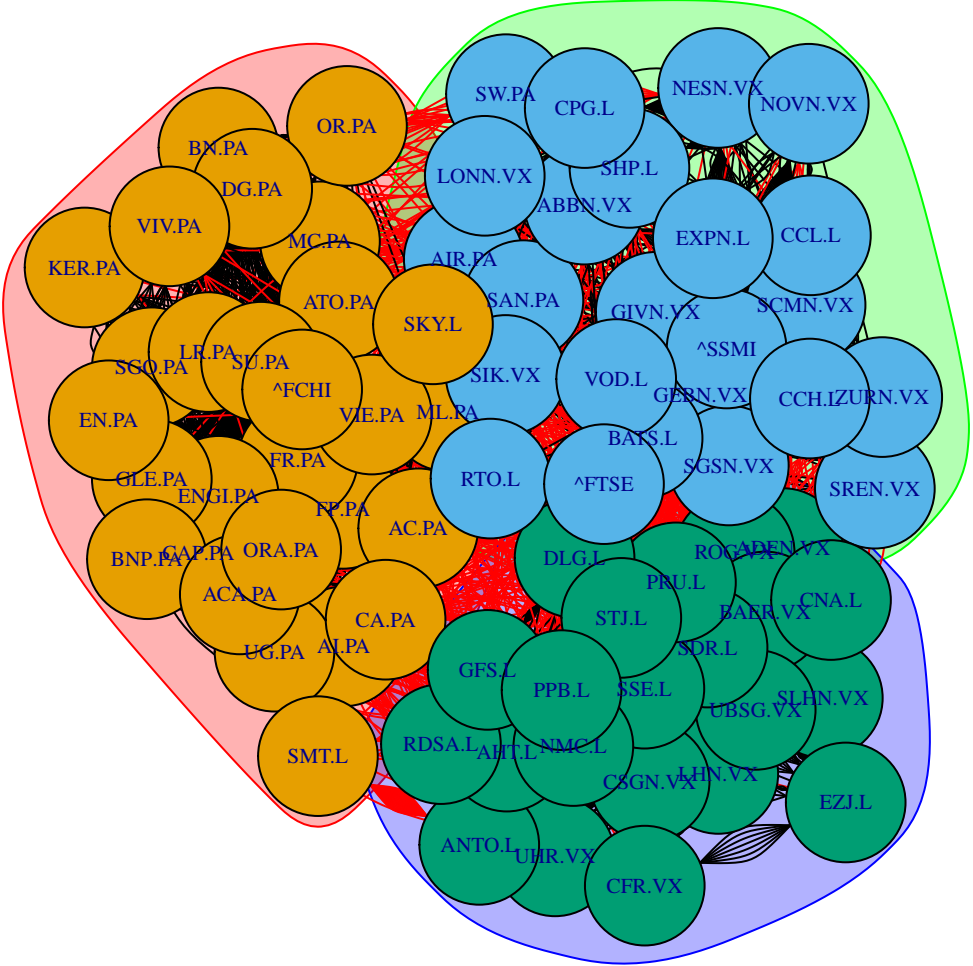 SW.PA
CPG.L
NESN.VX
NOVN.VX
OR.PA
BN.PA
DG.PA
LONN.VX
SHP.L
ABBN.VX
VIV.PA
MC.PA
EXPN.L
CCL.L
KER.PA
AIR.PA
ATO.PA
SAN.PA
GIVN.VX
SCMN.VX
SKY.L
^SSMI
SGO.PA
LR.PA
SU.PA
^FCHI
SIK.VX
VOD.L
GEBN.VX
CCH.L
ZURN.VX
EN.PA
VIE.PA
ML.PA
BATS.L
FR.PA
SGSN.VX
GLE.PA
ENGI.PA
RTO.L
^FTSE
SREN.VX
FP.PA
AC.PA
BNP.PA
CAP.PA
ORA.PA
DLG.L
ROG.VX
ADEN.VX
PRU.L
ACA.PA
CA.PA
STJ.L
BAER.VX
CNA.L
UG.PA
AI.PA
SDR.L
GFS.L
PPB.L
SSE.L
UBSG.VX
SLHN.VX
SMT.L
RDSA.L
AHT.L
NMC.L
CSGN.VX
LHN.VX
EZJ.L
ANTO.L
UHR.VX
CFR.VX